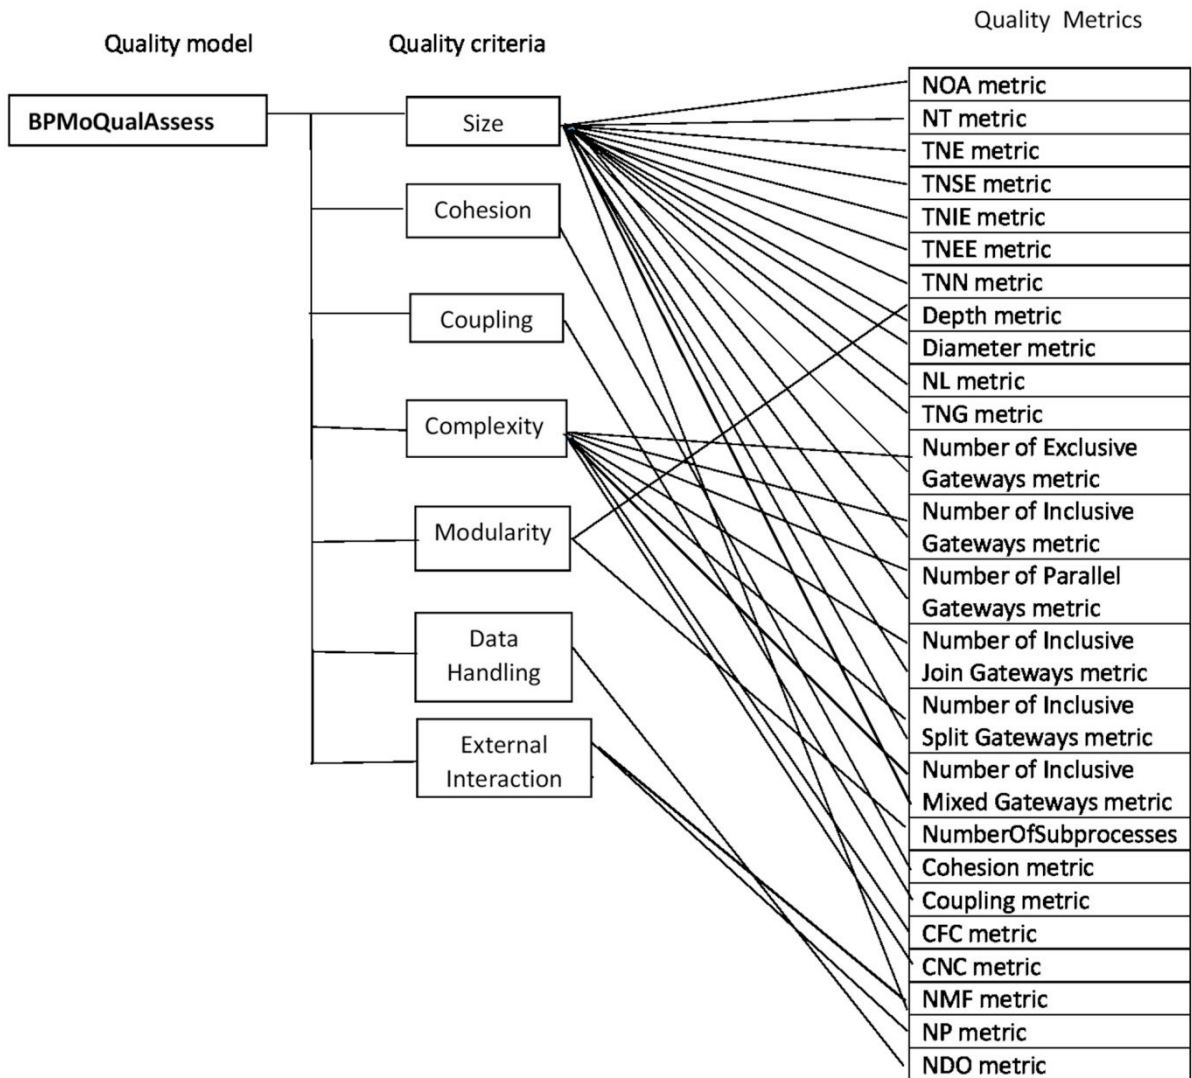 Quality Metrics
Quality model
Quality criteria
BPMoQualAssess
Size
Cohesion
Coupling
Complexity
Modularity
Data
Handling
External
Interaction
NOA metric
NT metric
TNE metric
TNSE metric
TNIE metric
TNEE metric
TNN metric
Depth metric
Diameter metric
NL metric
TNG metric
Number of Exclusive
Gateways metric
Number of Inclusive
Gateways metric
Number of Parallel
Gateways metric
Number of Inclusive
Join Gateways metric
Number of Inclusive
Split Gateways metric
Number of Inclusive
Mixed Gateways metric
NumberOfSubprocesses
Cohesion metric
Coupling metric
CFC metric
CNC metric
NMF metric
NP metric
NDO metric